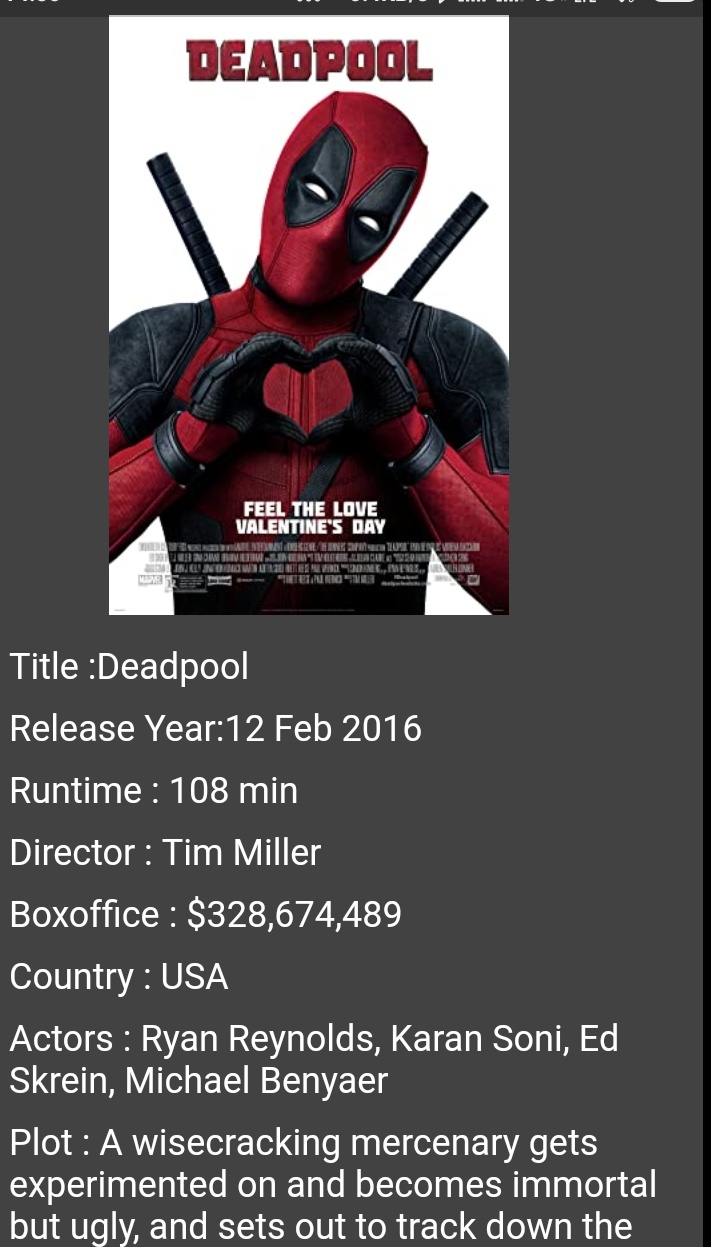 DEADPOOL
FEEL THE LOVE
VALENTINE'S DAY
MARVEL
Title :Deadpool
Release Year:12 Feb 2016
Runtime : 108 min
Director : Tim Miller
Boxoffice : $328,674,489
Country : USA
Actors : Ryan Reynolds, Karan Soni, Ed
Skrein, Michael Benyaer
Plot : A wisecracking mercenary gets
experimented on and becomes immortal
but ugly, and sets out to track down the